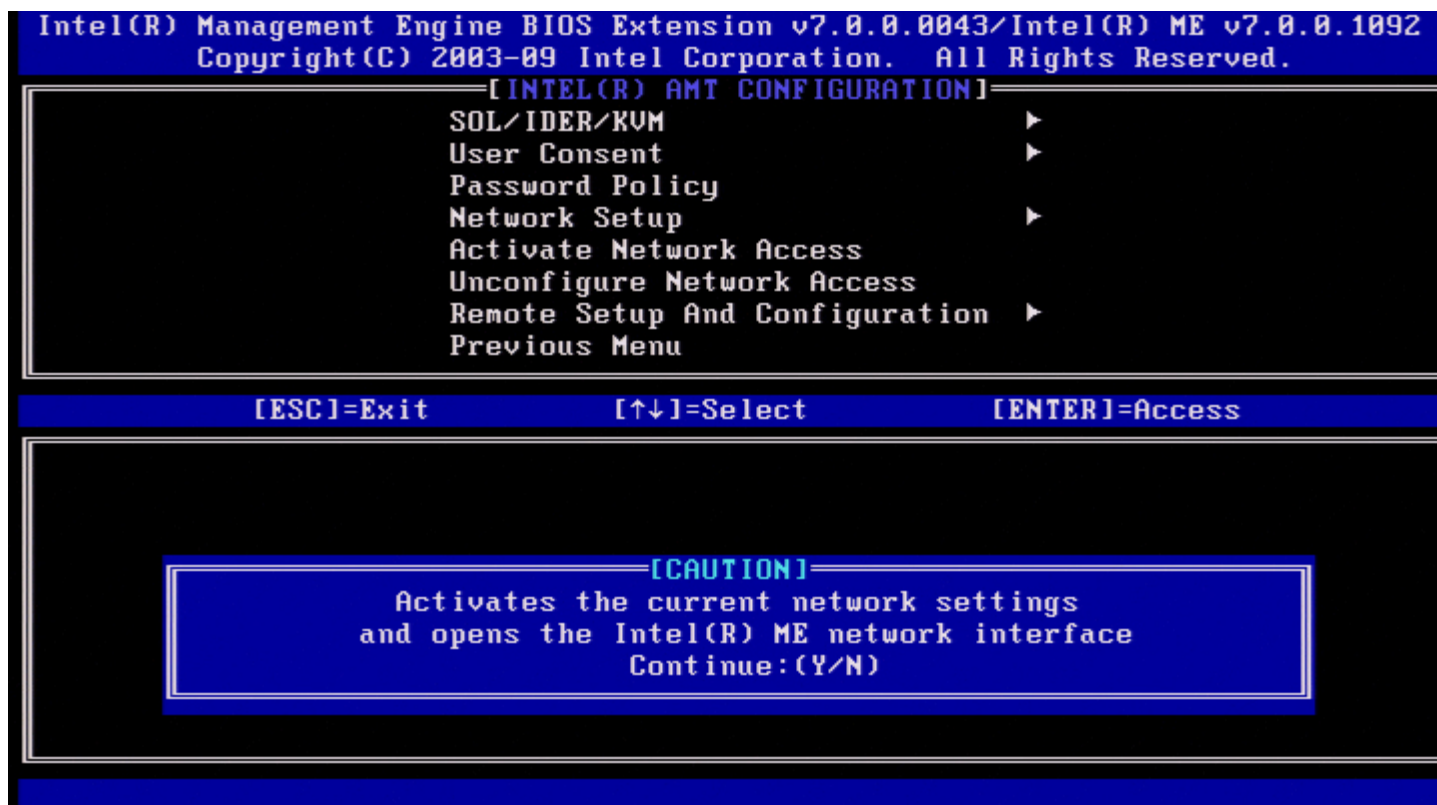 Intel(R) Management Engine BIOS Extension v7.0.0.0043/Intel(R) ME v7.0.0.1092
Copyright(C) 2003-09 Intel Corporation. All Rights Reserved.
[INTEL(R) AMT CONFIGURATION]
SOL/IDER/KVM ►
User Consent ►
Password Policy
Network Setup ►
Activate Network Access
Unconfigure Network Access
Remote Setup And Configuration ►
Previous Menu
[ESC]=Exit [↑↓]=Select [ENTER]=Access
[CAUTION]
Activates the current network settings
and opens the Intel(R) ME network interface
Continue:(Y/N)